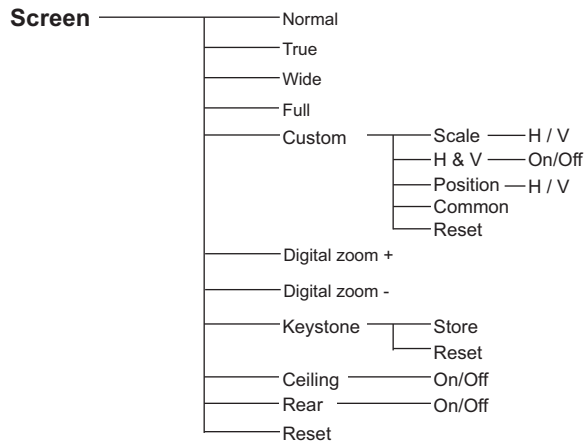 Screen Normal
True
Wide
Full
Custom Scale H / V
H & V On/Off
Position H / V
Common
Reset
Digital zoom +
Digital zoom -
Keystone Store
Reset
Ceiling On/Off
Rear On/Off
Reset